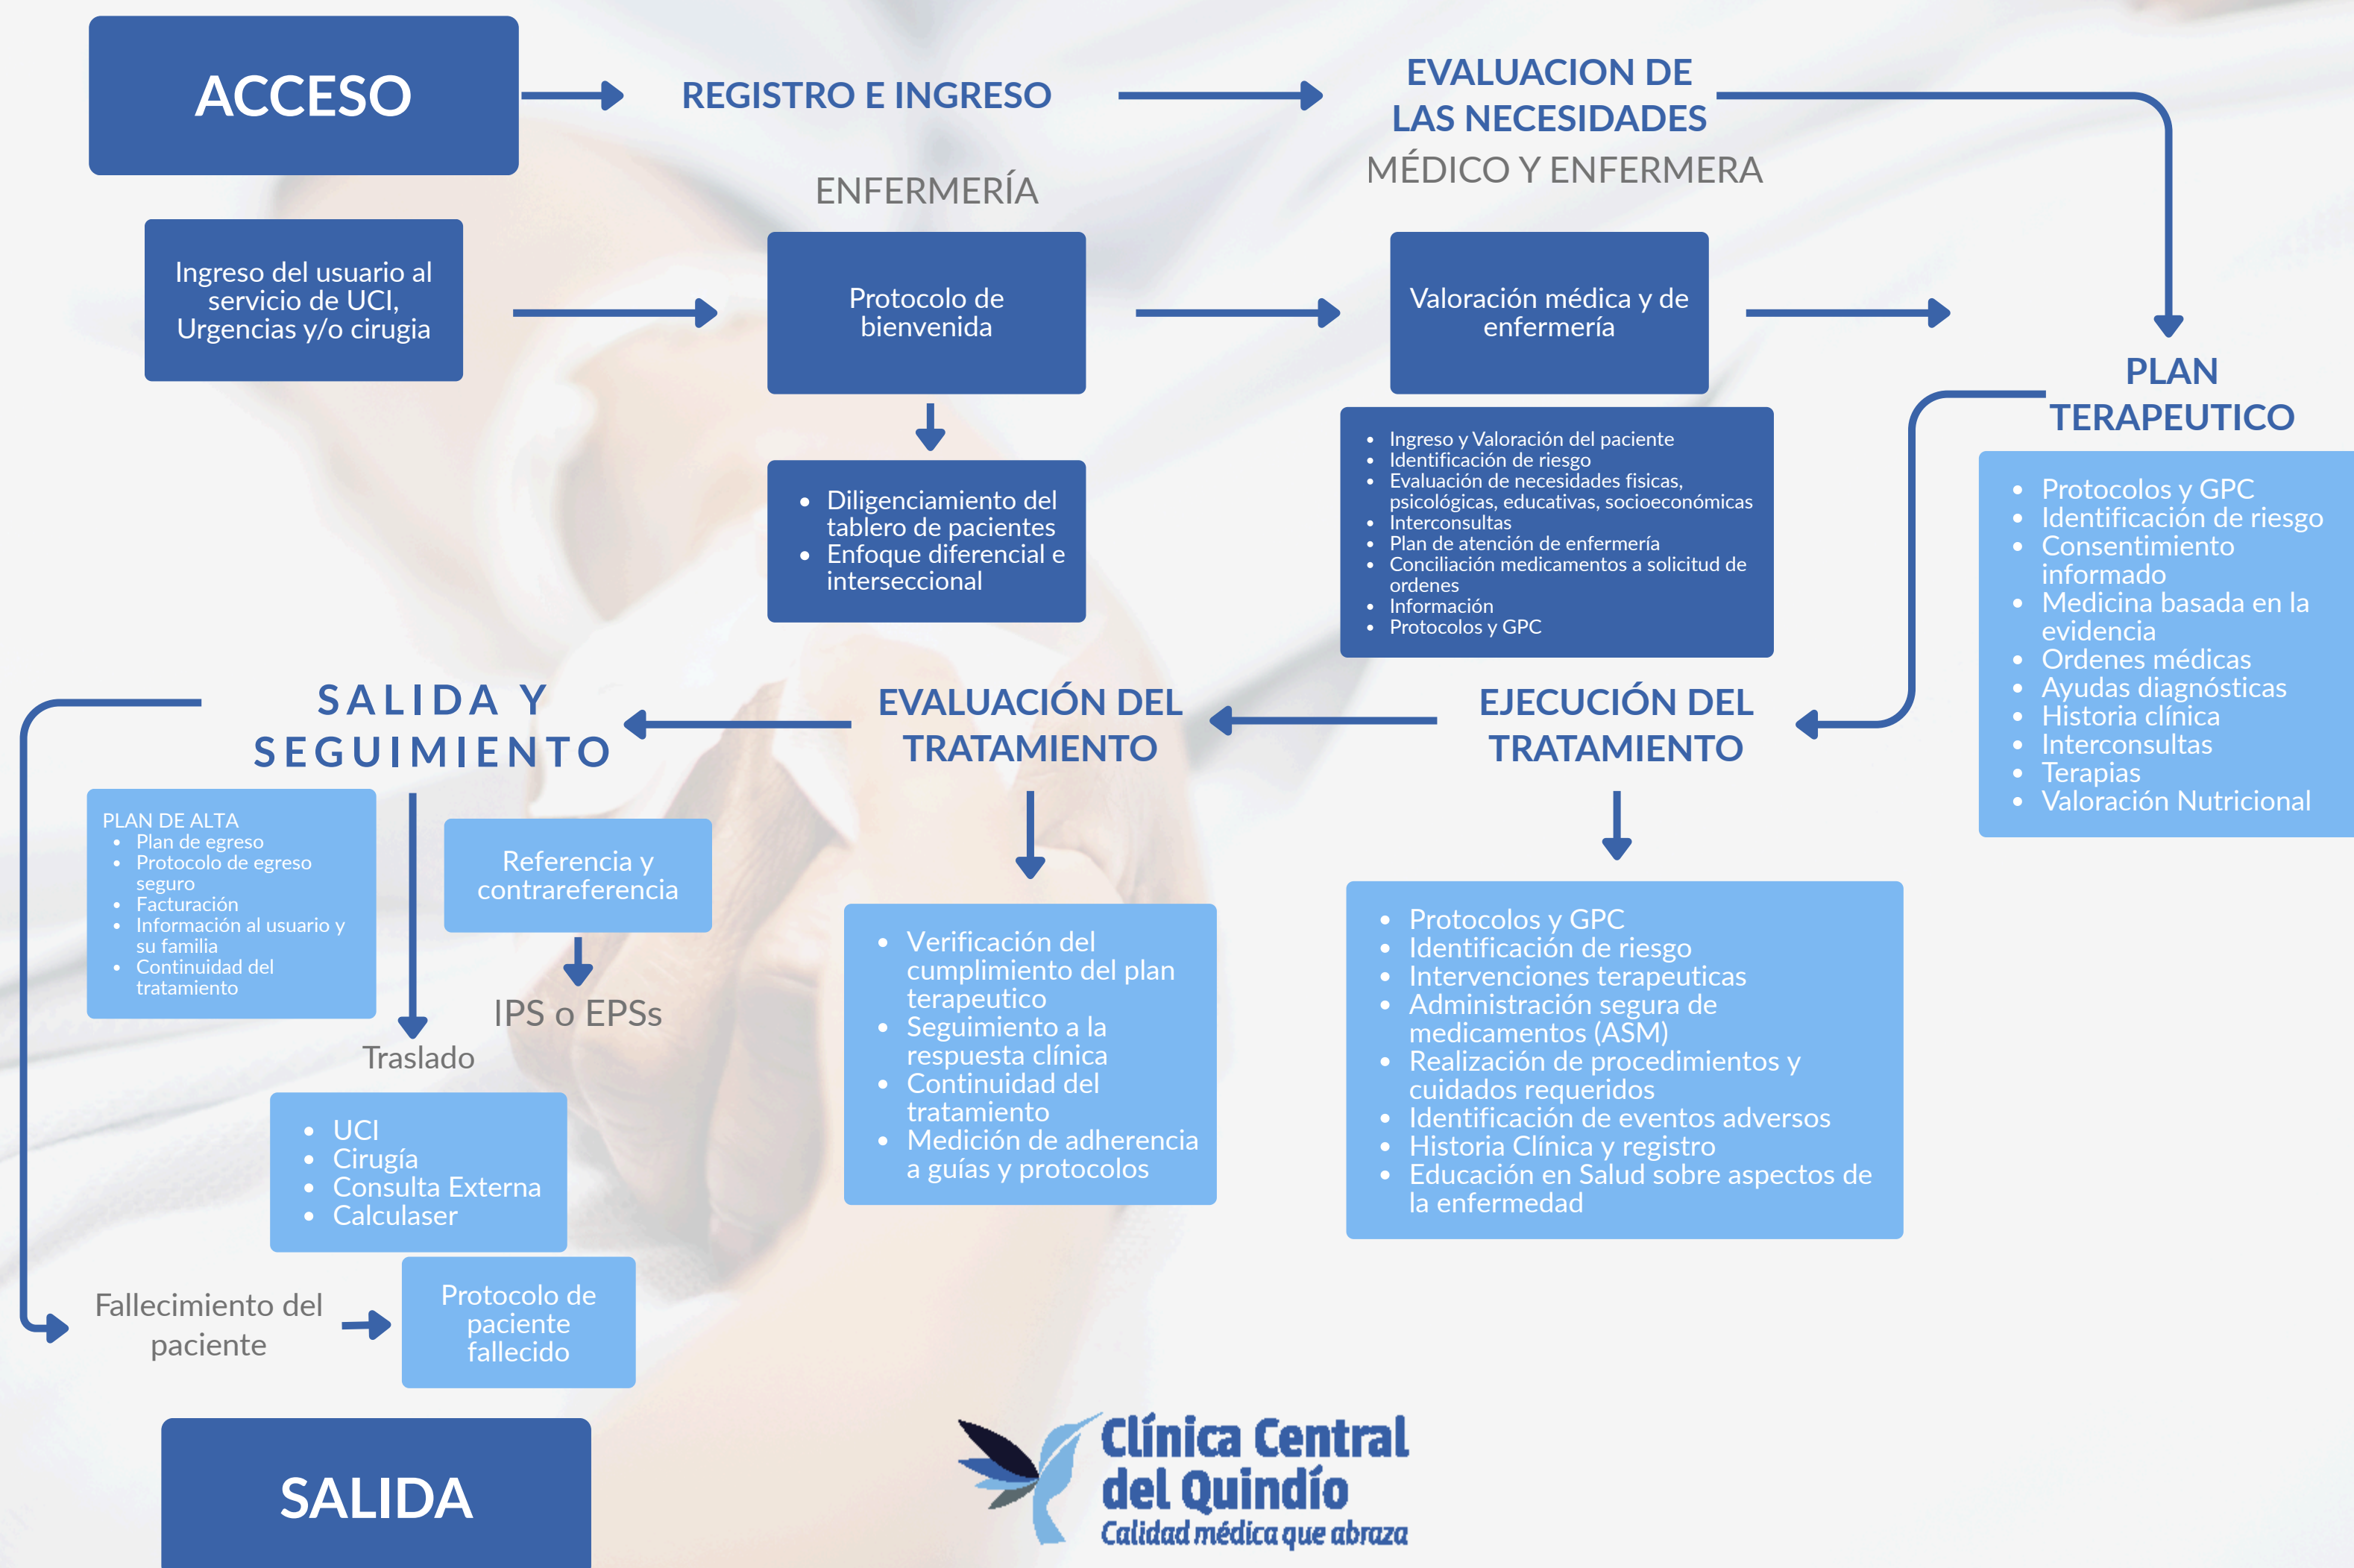 ACCESO
REGISTRO E INGRESO
EVALUACION DE
LAS NECESIDADES
MÉDICO Y ENFERMERA
ENFERMERÍA
Ingreso del usuario al
servicio de UCI,
Urgencias y/o cirugia
Protocolo de
bienvenida
Valoración médica y de
enfermería
• Diligenciamiento del
tablero de pacientes
• Enfoque diferencial e
interseccional
• Ingreso y Valoración del paciente
• Identificación de riesgo
• Evaluación de necesidades fisicas,
psicológicas, educativas, socioeconómicas
• Interconsultas
• Plan de atención de enfermería
• Conciliación medicamentos a solicitud de
ordenes
• Información
• Protocolos y GPC
PLAN
TERAPEUTICO
• Protocolos y GPC
• Identificación de riesgo
• Consentimiento
informado
• Medicina basada en la
evidencia
• Ordenes médicas
• Ayudas diagnósticas
• Historia clínica
• Interconsultas
• Terapias
• Valoración Nutricional
EJECUCIÓN DEL
TRATAMIENTO
• Protocolos y GPC
• Identificación de riesgo
• Intervenciones terapeuticas
• Administración segura de
medicamentos (ASM)
• Realización de procedimientos y
cuidados requeridos
• Identificación de eventos adversos
• Historia Clínica y registro
• Educación en Salud sobre aspectos de
la enfermedad
EVALUACIÓN DEL
TRATAMIENTO
• Verificación del
cumplimiento del plan
terapeutico
• Seguimiento a la
respuesta clínica
• Continuidad del
tratamiento
• Medición de adherencia
a guías y protocolos
SALIDA Y
SEGUIMIENTO
PLAN DE ALTA
• Plan de egreso
• Protocolo de egreso
seguro
• Facturación
• Información al usuario y
su familia
• Continuidad del
tratamiento
Referencia y
contrareferencia
IPS o EPSs
Traslado
• UCI
• Cirugía
• Consulta Externa
• Calculaser
Fallecimiento del
paciente
Protocolo de
paciente
fallecido
SALIDA
Clínica Central
del Quindío
Calidad médica que abraza